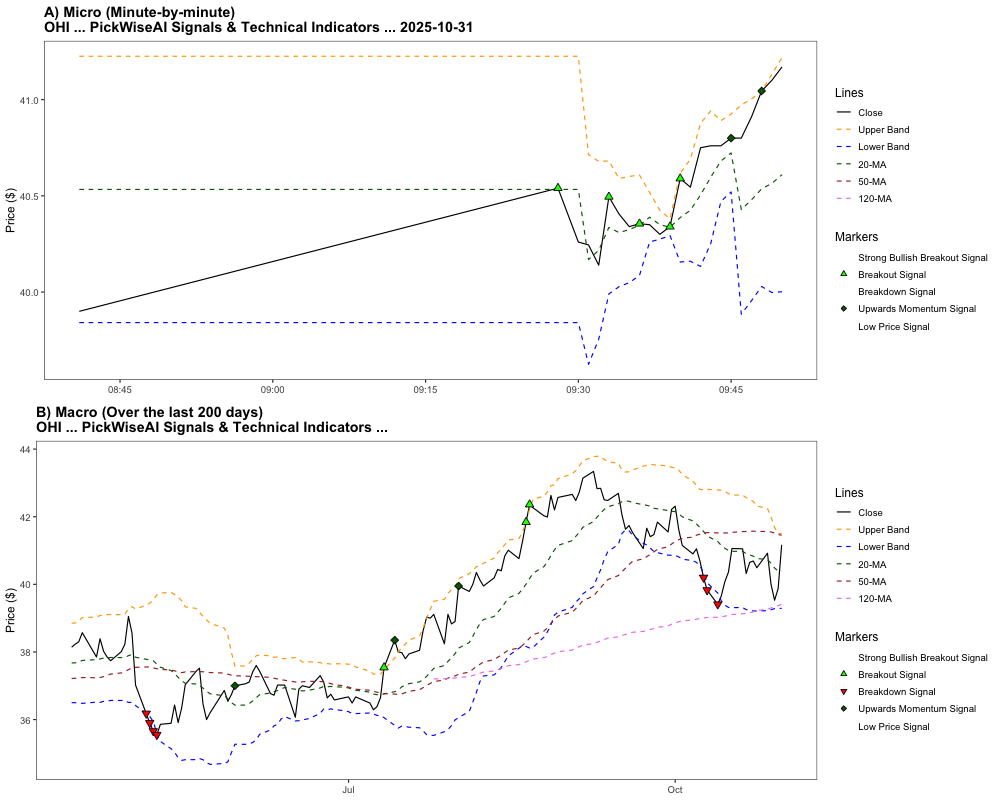 A) Micro (Minute-by-minute)
OHI ... PickWiseAI Signals & Technical Indicators ... 2025-10-31
Price ($)
41.0
40.5
40.0
08:45
09:00
09:15
09:30
09:45
Lines
Close
Upper Band
Lower Band
20-MA
50-MA
120-MA
Markers
Strong Bullish Breakout Signal
Breakout Signal
Breakdown Signal
Upwards Momentum Signal
Low Price Signal
B) Macro (Over the last 200 days)
OHI ... PickWiseAI Signals & Technical Indicators ...
Price ($)
44
42
40
38
36
Jul
Oct
Lines
Close
Upper Band
Lower Band
20-MA
50-MA
120-MA
Markers
Strong Bullish Breakout Signal
Breakout Signal
Breakdown Signal
Upwards Momentum Signal
Low Price Signal